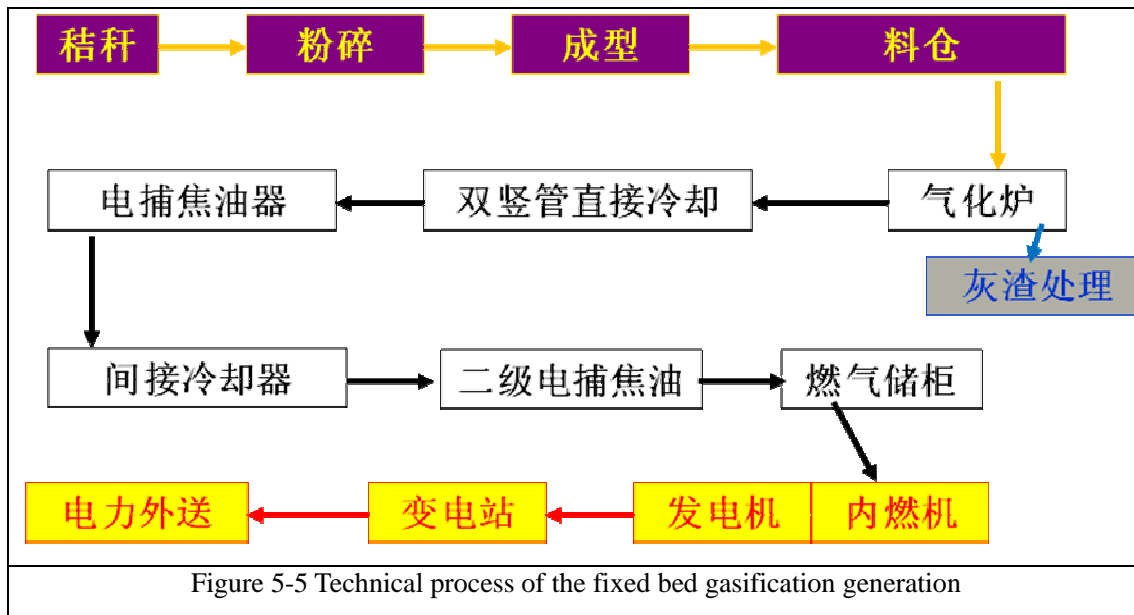 秸秆 粉碎 成型 料仓
电捕焦油器 双竖管直接冷却 气化炉
灰渣处理
间接冷却器 二级电捕焦油 燃气储柜
电力外送 变电站 发电机 内燃机
Figure 5-5 Technical process of the fixed bed gasification generation